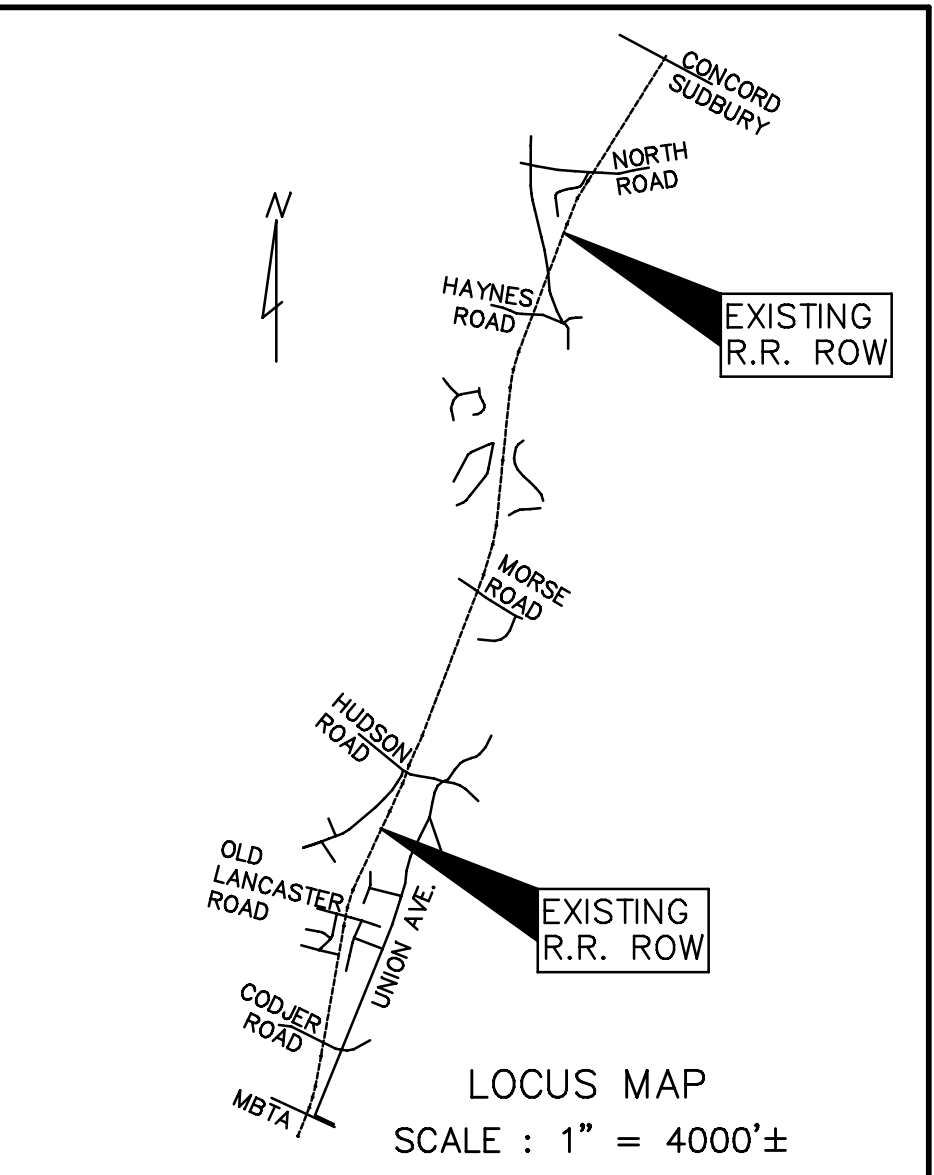 CONCORD
SUDBURY
NORTH
ROAD
N
HAYNES
ROAD
EXISTING
R.R. ROW
MORSE
ROAD
HUDSON
ROAD
OLD
LANCASTER
ROAD
UNION AVE.
EXISTING
R.R. ROW
CODJER
ROAD
MBTA
LOCUS MAP
SCALE : 1" = 4000'±